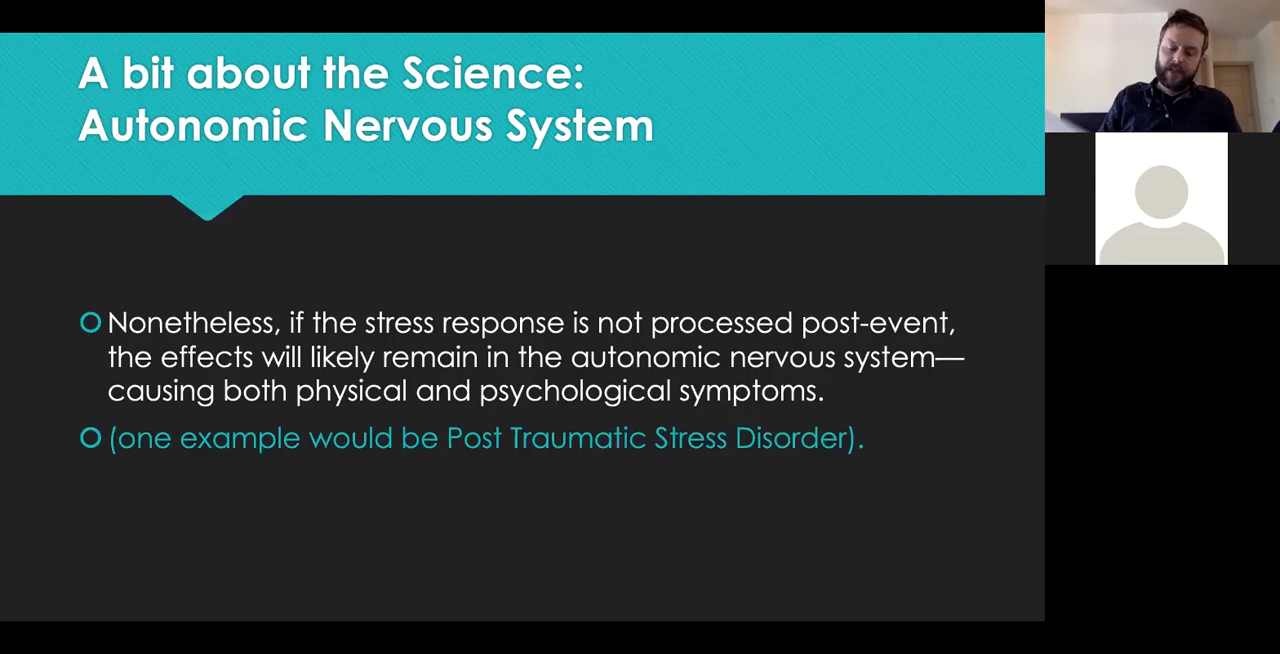 A bit about the Science:
Autonomic Nervous System
Nonetheless, if the stress response is not processed post-event,
the effects will likely remain in the autonomic nervous system—
causing both physical and psychological symptoms.
(one example would be Post Traumatic Stress Disorder).